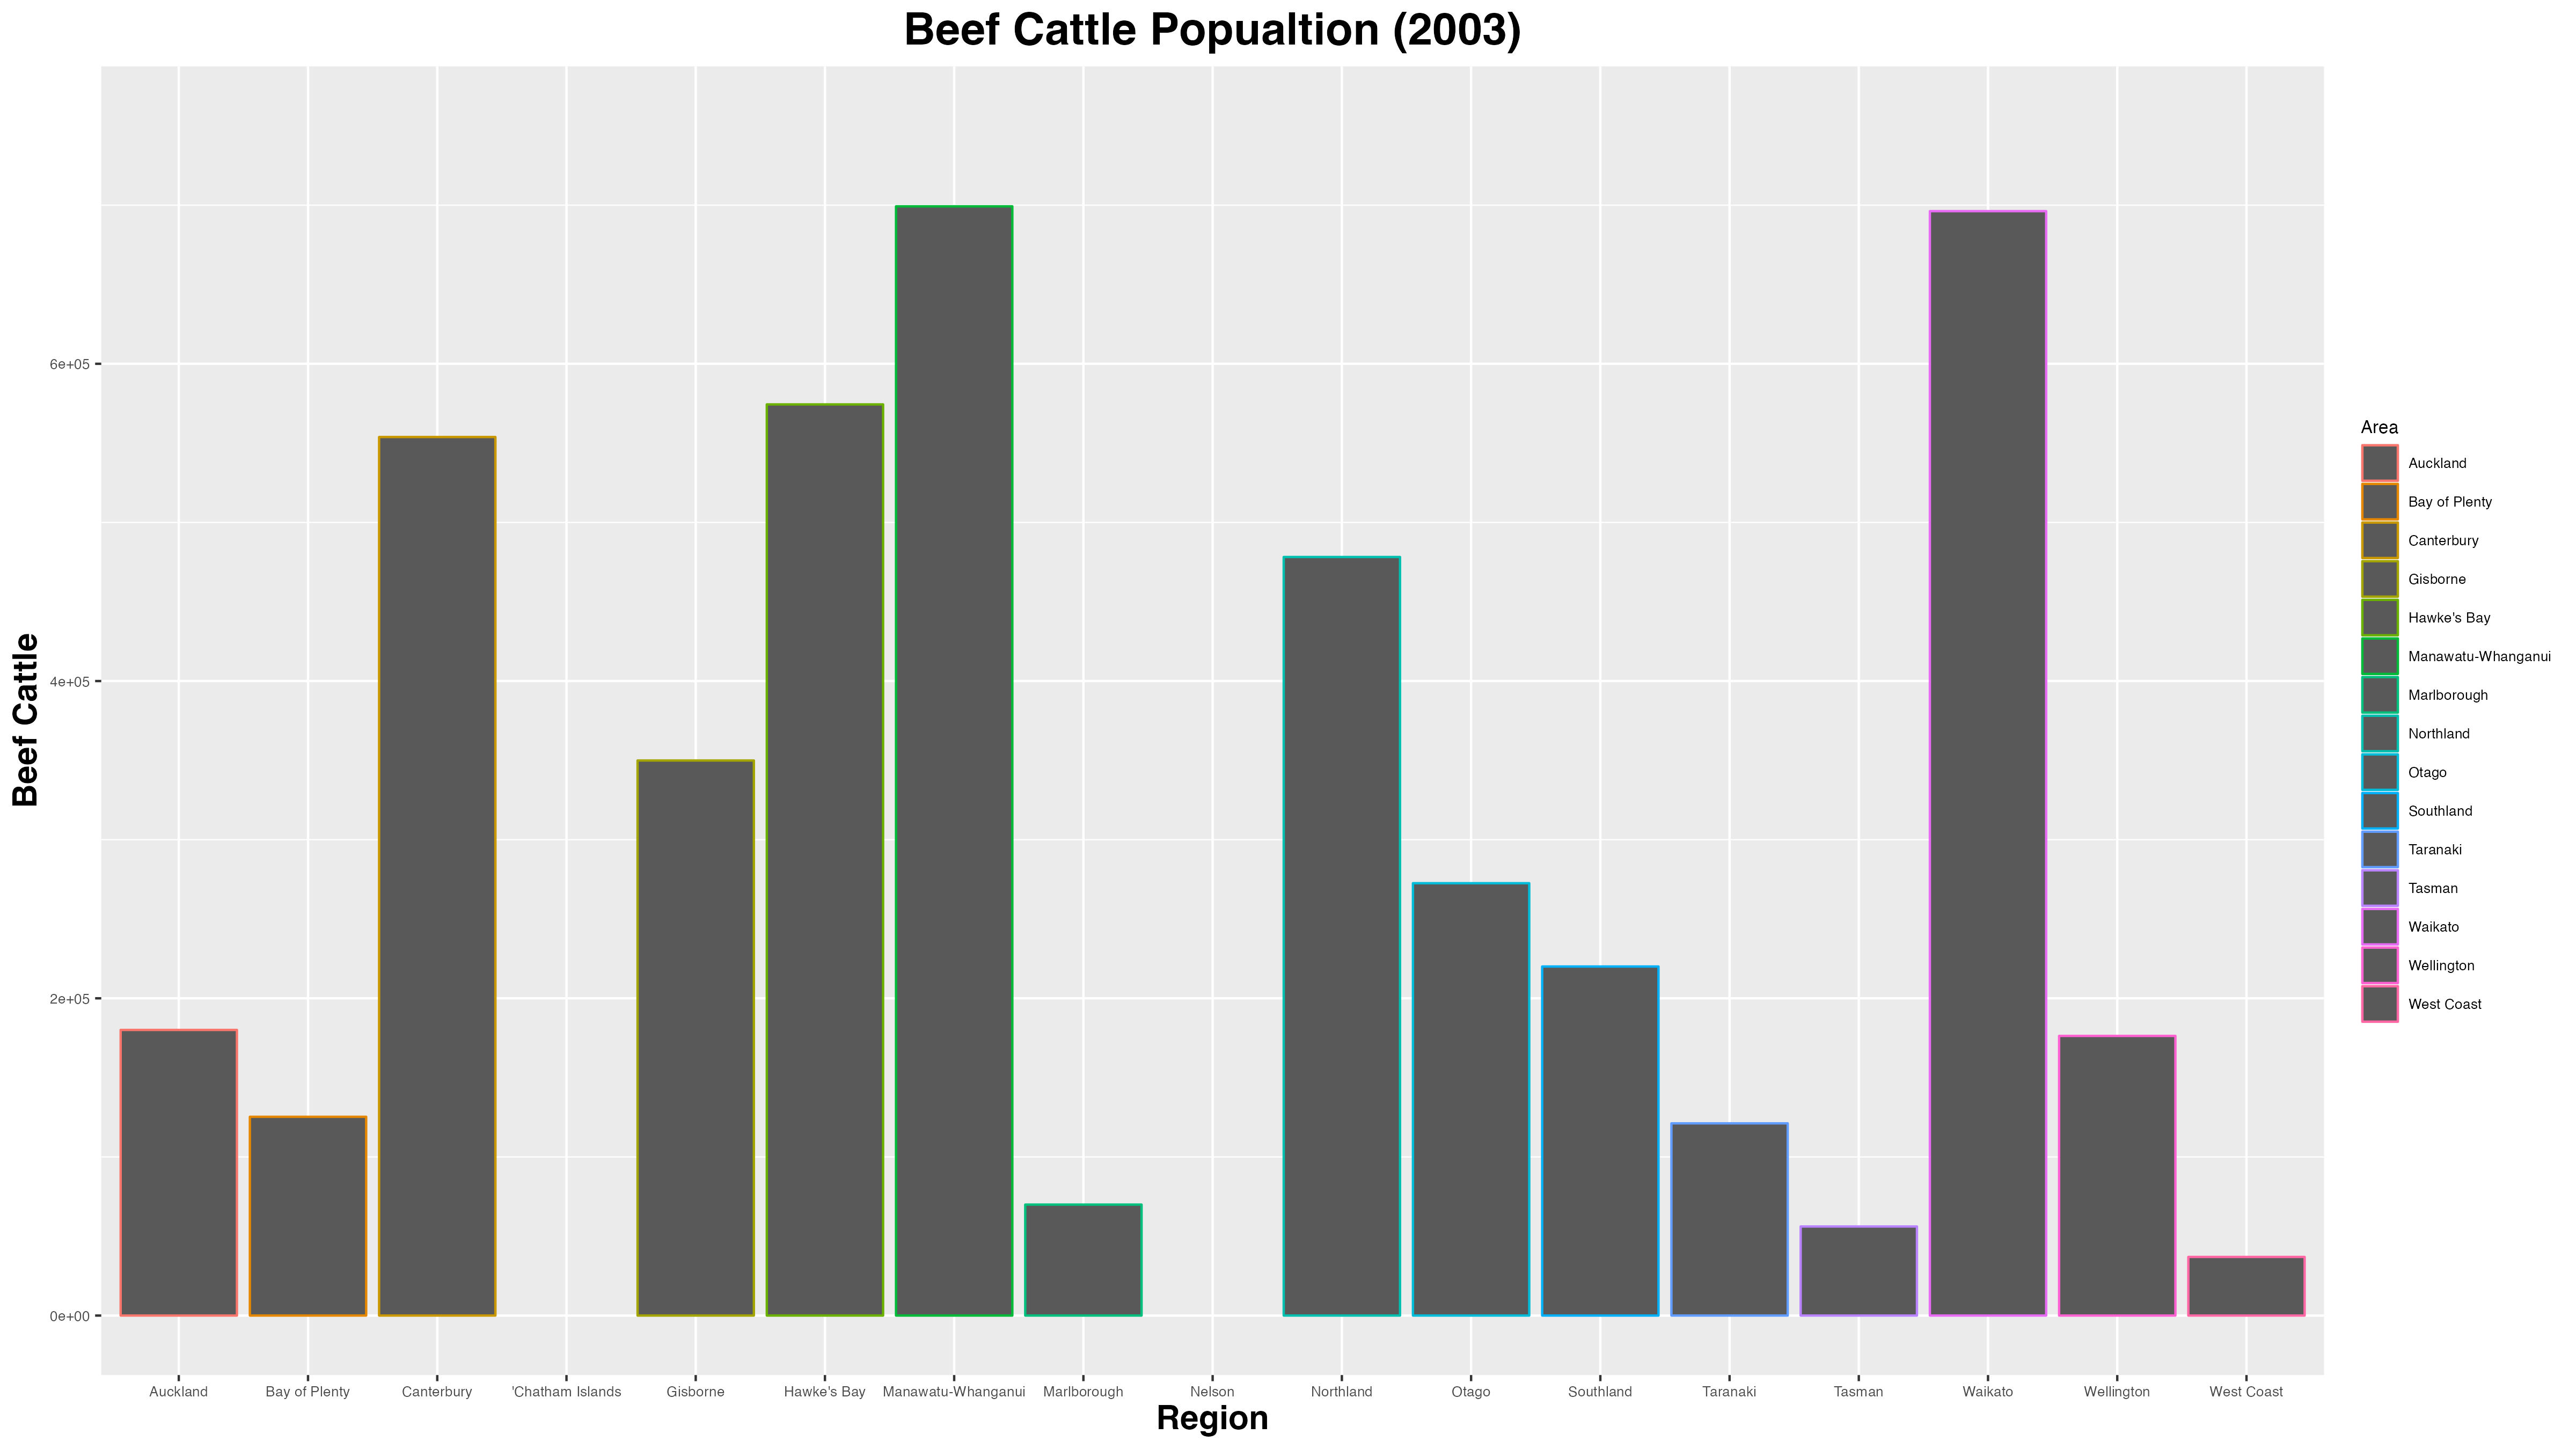 Beef Cattle Popualtion (2003)
Beef Cattle
6e+05
4e+05
2e+05
0e+00
Auckland
Bay of Plenty
Canterbury
'Chatham Islands
Gisborne
Hawke's Bay
Manawatu-Whanganui
Marlborough
Nelson
Northland
Otago
Southland
Taranaki
Tasman
Waikato
Wellington
West Coast
Region
Area
Auckland
Bay of Plenty
Canterbury
Gisborne
Hawke's Bay
Manawatu-Whanganui
Marlborough
Northland
Otago
Southland
Taranaki
Tasman
Waikato
Wellington
West Coast